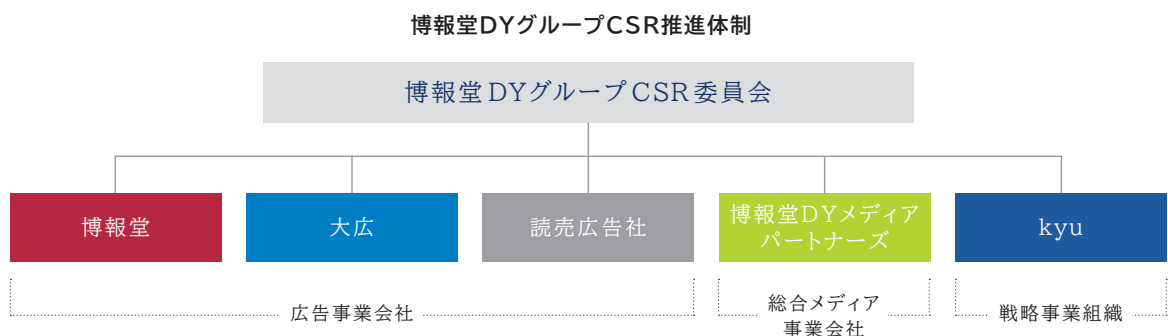 博報堂DYグループCSR推進体制
博報堂DYグループCSR委員会
博報堂
大広
読売広告社
博報堂DYメディア
パートナーズ
kyu
広告事業会社
総合メディア
事業会社
戦略事業組織